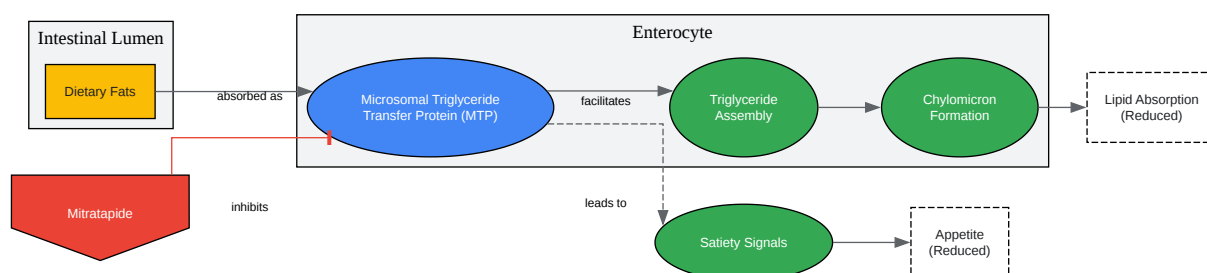 Intestinal Lumen
Enterocyte
Dietary Fats
absorbed as
Microsomal Triglyceride
Transfer Protein (MTP)
facilitates
Triglyceride
Assembly
Chylomicron
Formation
Lipid Absorption
(Reduced)
Mitratapide
inhibits
leads to
Satiety Signals
Appetite
(Reduced)